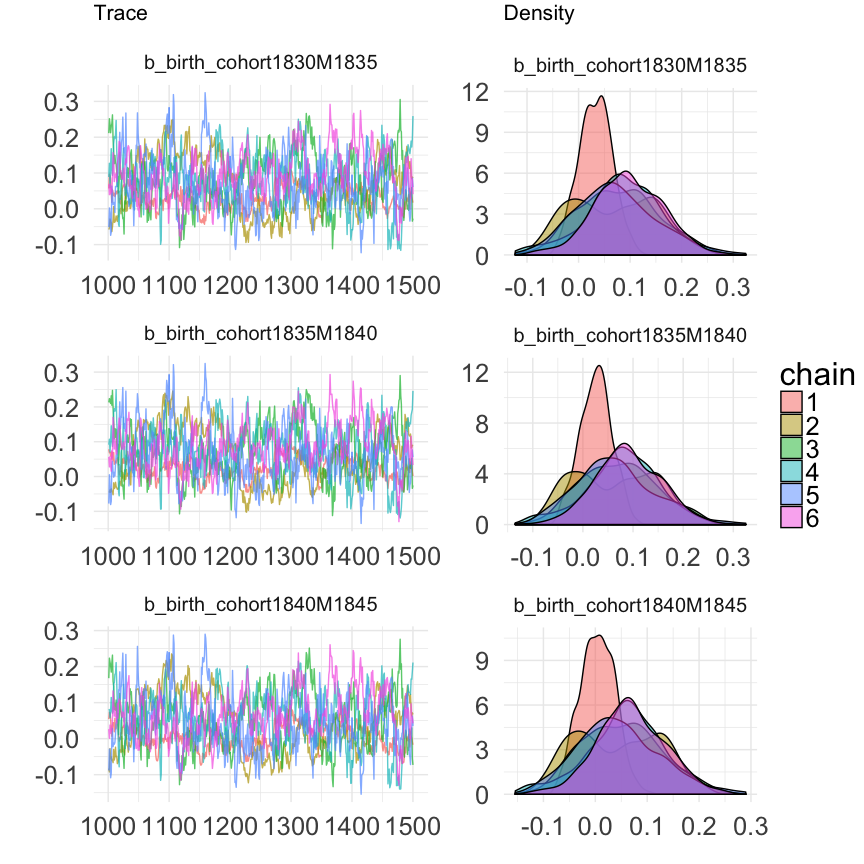 Trace
Density
b_birth_cohort1830M1835
b_birth_cohort1830M1835
0.3
0.2
0.1
0.0
-0.1
1000 1100 1200 1300 1400 1500
12
9
6
3
0
-0.1 0.0 0.1 0.2 0.3
b_birth_cohort1835M1840
b_birth_cohort1835M1840
0.3
0.2
0.1
0.0
-0.1
1000 1100 1200 1300 1400 1500
12
8
4
0
-0.1 0.0 0.1 0.2 0.3
b_birth_cohort1840M1845
b_birth_cohort1840M1845
0.3
0.2
0.1
0.0
-0.1
1000 1100 1200 1300 1400 1500
9
6
3
0
-0.1 0.0 0.1 0.2 0.3
chain
1
2
3
4
5
6